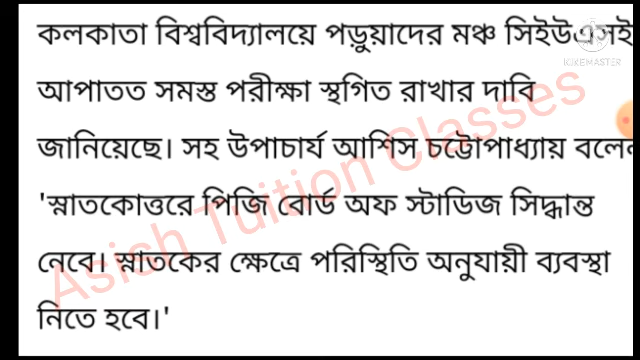 কলকাতা বিশ্ববিদ্যালয়ে পড়ুয়াদের মঞ্চ সিইউএসই
আপাতত সমস্ত পরীক্ষা স্থগিত রাখার দাবি
জানিয়েছে। সহ উপাচার্য আশিস চট্টোপাধ্যায়
'স্নাতকোত্তরে পিজি বোর্ড অফ স্টাডিজ সিদ্ধান্ত
নেবে। স্নাতকের ক্ষেত্রে পরিস্থিতি অনুযায়ী ব্যবস্থা
নিতে হবে।'
Asish Tuition Classes
KINEMASTER